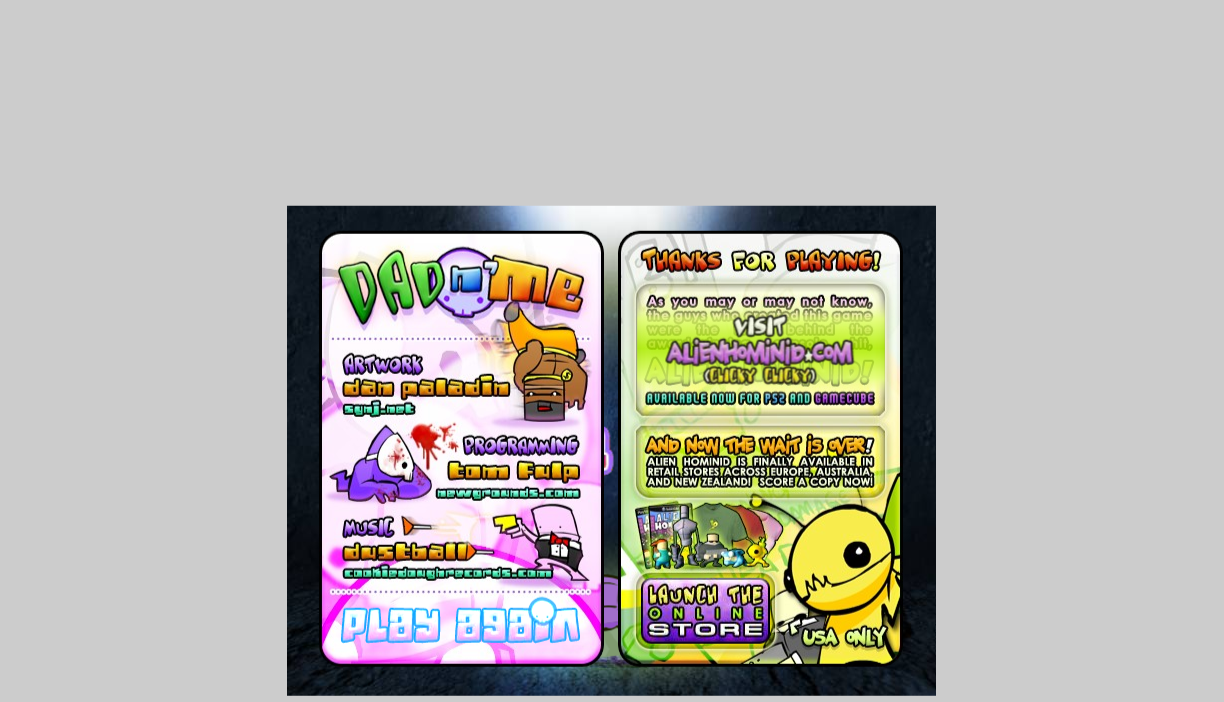 DAD n' ME
ARTWORK
dan paladin
synj.net
PROGRAMMING
tom fulp
newgrounds.com
MUSIC
dustball
cookiedoughrecords.com
PLAY AGAIN
THANKS FOR PLAYING!
As you may or may not know,
the guys who created this game
were the behind the
VISIT
ALIENHOMINID.COM
(CLICKY CLICKY)
AVAILABLE NOW FOR PS2 AND GAMECUBE
AND NOW THE WAIT IS OVER!
ALIEN HOMINID IS FINALLY AVAILABLE IN
RETAIL STORES ACROSS EUROPE, AUSTRALIA,
AND NEW ZEALAND! SCORE A COPY NOW!
LAUNCH THE
ONLINE
STORE
USA ONLY